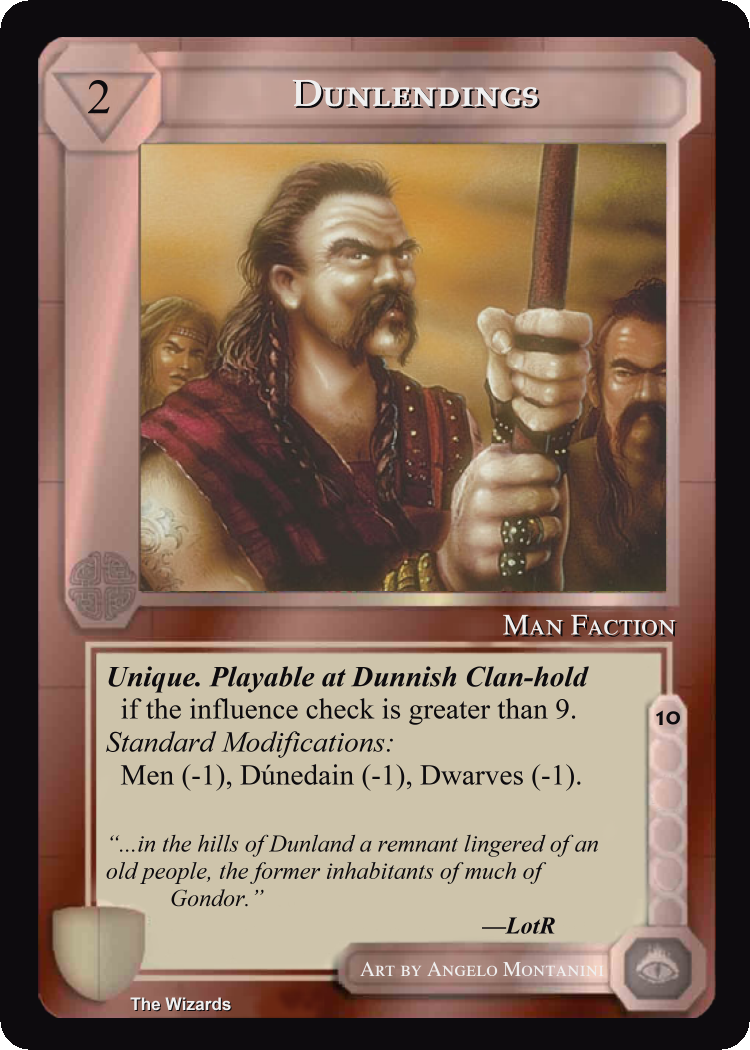 2
Dunlendings
Man Faction
Unique. Playable at Dunnish Clan-hold
if the influence check is greater than 9.
10
Standard Modifications:
Men (-1), Dúnedain (-1), Dwarves (-1).
“...in the hills of Dunland a remnant lingered of an
old people, the former inhabitants of much of
Gondor.”
—LotR
Art by Angelo Montanini
The Wizards